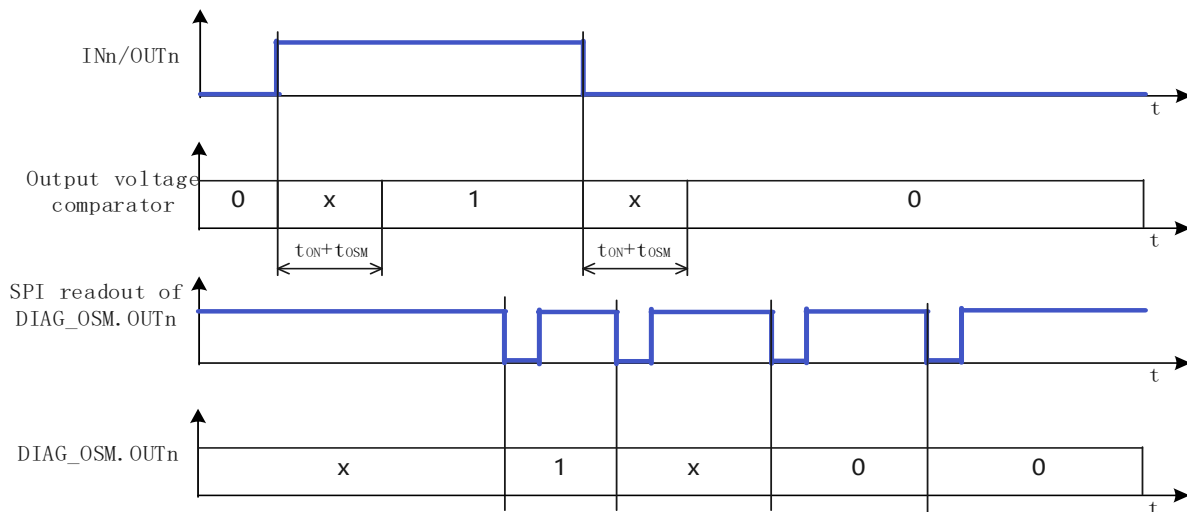 INn/OUTn
t
Output voltage
comparator
0 x 1 x 0
t
tON+tOSM tON+tOSM
SPI readout of
DIAG_OSM.OUTn
t
DIAG_OSM.OUTn
x 1 x 0 0
t